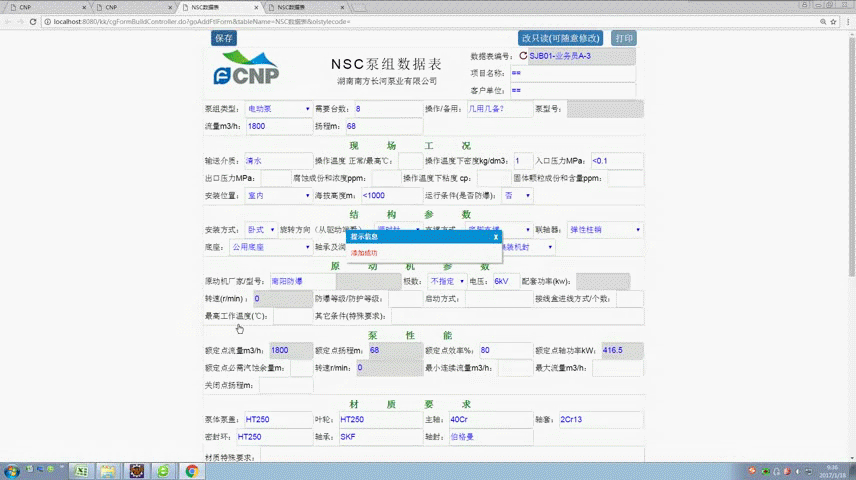 CNP CNP NSC数据表 NSC数据表
localhost:8080/kk/cgFormBuildController.do?goAddFtlForm&tableName=NSC数据表&olstylecode=
保存 改只读(可随意修改) 打印
CNP
NSC泵组数据表
湖南南方长河泵业有限公司
数据表编号: SJB01-业务员A-3
项目名称: ==
客户单位: ==
泵组类型: 电动泵 需要台数: 8 操作/备用: 几用几备? 泵型号:
流量m3/h: 1800 扬程m: 68
现 场 工 况
输送介质: 清水 操作温度 正常/最高℃: 操作温度下密度kg/dm3: 1 入口压力MPa: <0.1
出口压力MPa: 腐蚀成份和浓度ppm: 操作温度下粘度 cp: 固体颗粒成份和含量ppm:
安装位置: 室内 海拔高度m: <1000 运行条件(是否防爆): 否
结 构 参 数
安装方式: 卧式 旋转方向（从驱动端看） 联轴器: 弹性柱销
提示信息 x
底座: 公用底座 轴承及润 装机封
添加成功
原 动 机 参 数
原动机厂家/型号: 南阳防爆 极数: 不指定 电压: 6kV 配套功率(kw):
转速(r/min): 0 防爆等级/防护等级: 启动方式: 接线盒进线方式/个数:
最高工作温度(℃): 其它条件(特殊要求):
泵 性 能
额定点流量m3/h: 1800 额定点扬程m: 68 额定点效率%: 80 额定点轴功率kW: 416.5
额定点必需汽蚀余量m: 转速r/min: 0 最小连续流量m3/h: 最大流量m3/h:
关闭点扬程m:
材 质 要 求
泵体泵盖: HT250 叶轮: HT250 主轴: 40Cr 轴套: 2Cr13
密封环: HT250 轴承: SKF 轴封: 伯格曼
材质特殊要求:
9:36
2017/1/18